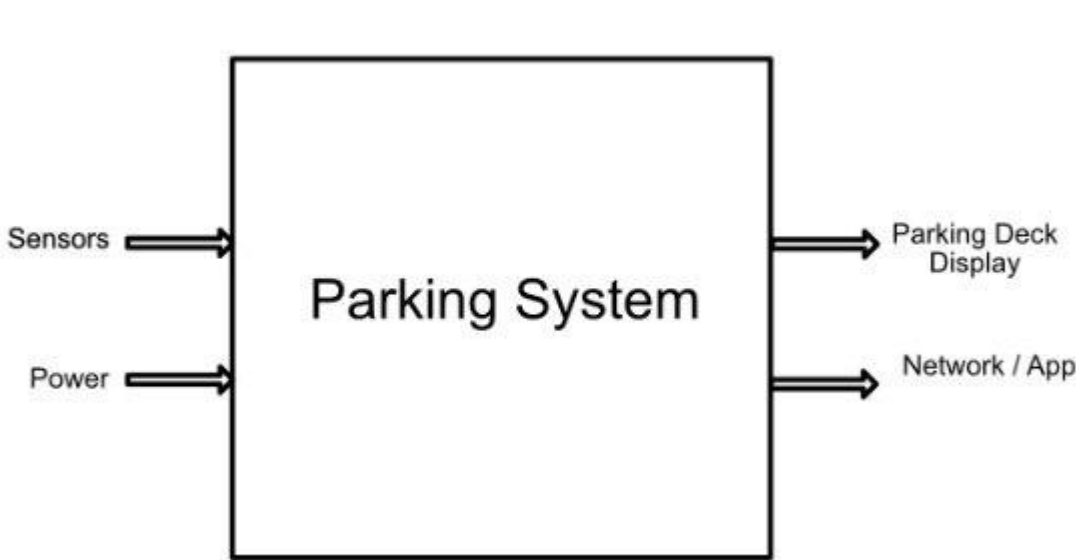 Sensors
Power
Parking System
Parking Deck
Display
Network / App